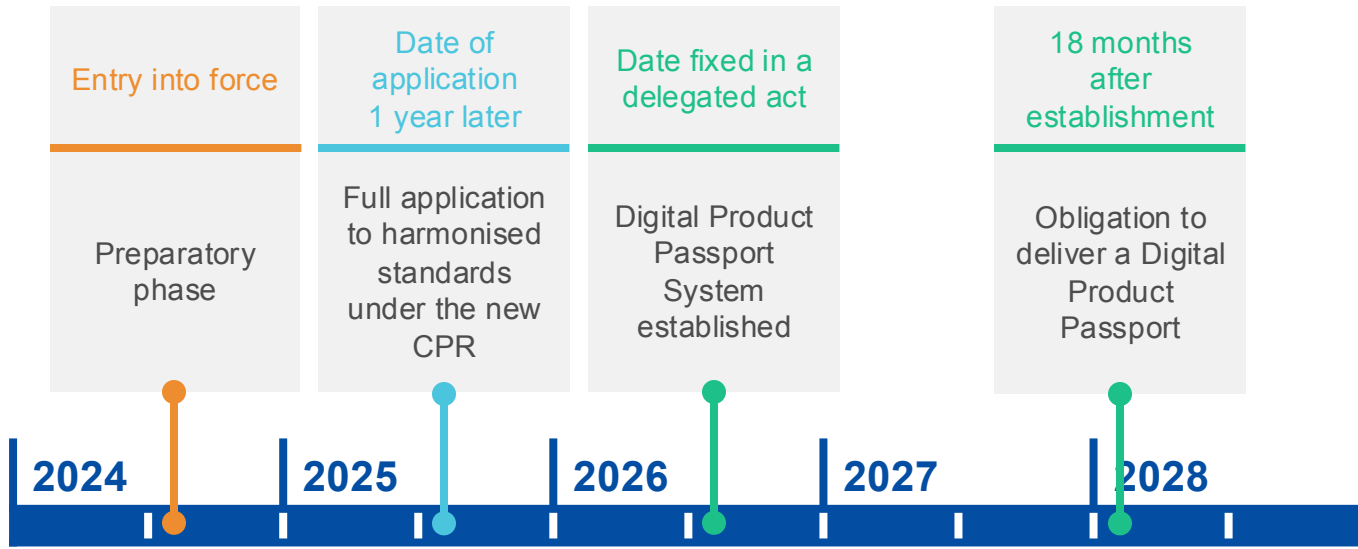 Entry into force
Preparatory
phase
Date of
application
1 year later
Full application
to harmonised
standards
under the new
CPR
Date fixed in a
delegated act
Digital Product
Passport
System
established
18 months
after
establishment
Obligation to
deliver a Digital
Product
Passport
2024
2025
2026
2027
2028